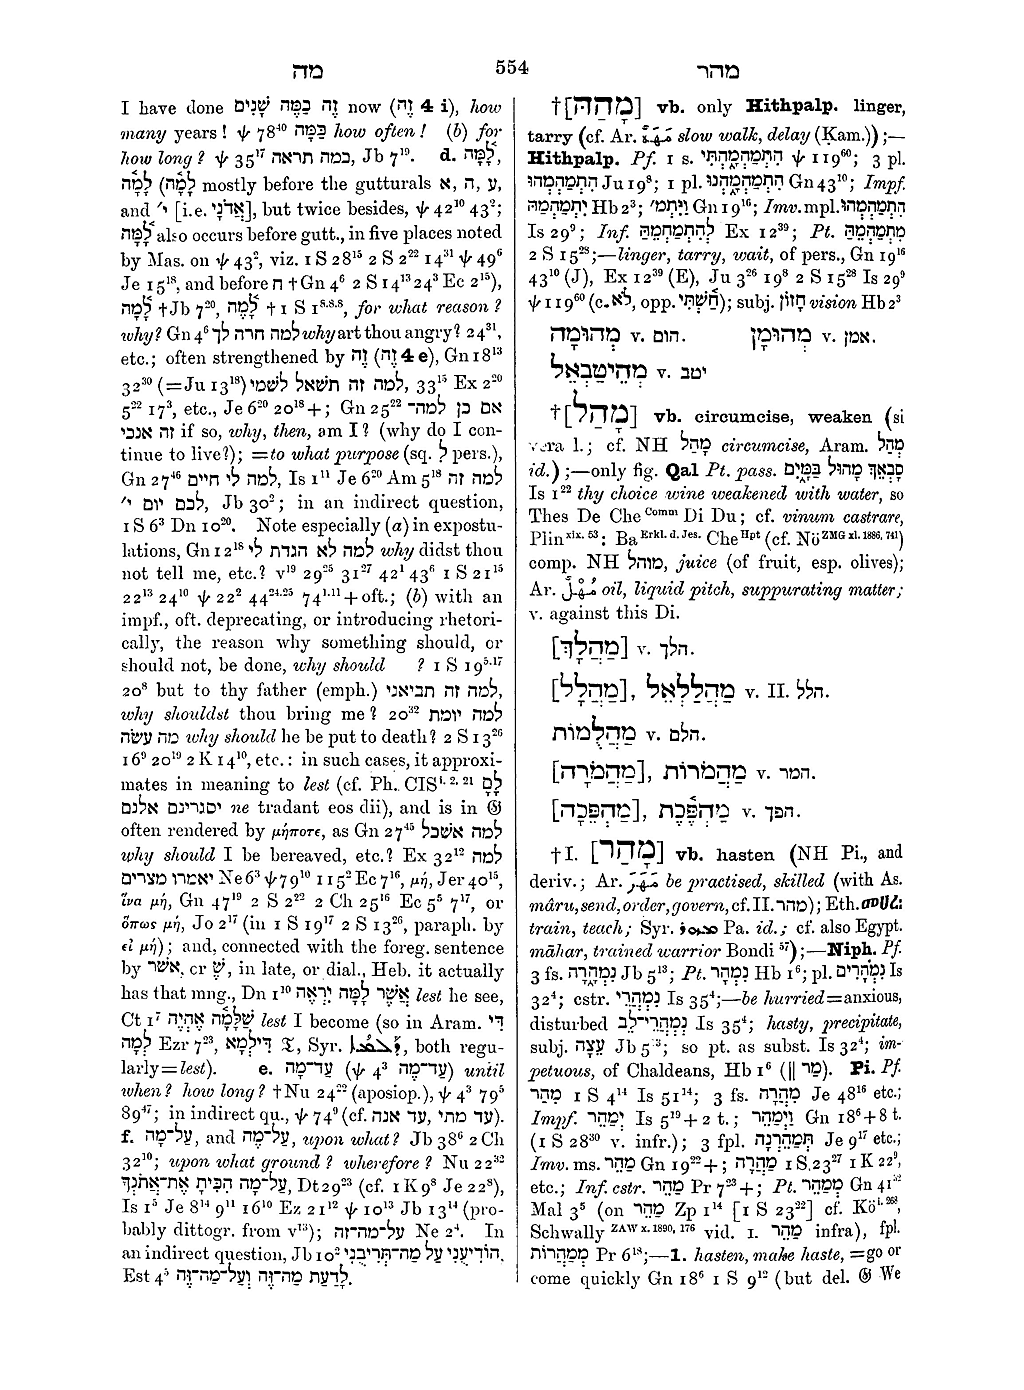 מה
554
מהר
I have done זֶה כַּמֶּה שָׁנִים now (זֶה 4 i), how
many years! ψ 78⁴⁰ כַּמָּה how often! (b) for
how long? ψ 35¹⁷ כמה תראה, Jb 7¹⁹. d. לָ֫מָּה,
לָמָ֫ה) לָמָ֫ה mostly before the gutturals א, ה, ע,
and י״ [i.e. אֲדֹנָי], but twice besides, ψ 42¹⁰ 43²;
לָ֫מָּה also occurs before gutt., in five places noted
by Mas. on ψ 43², viz. 1 S 28¹⁵ 2 S 2²² 14³¹ ψ 49⁶
Je 15¹⁸, and before ח †Gn 4⁶ 2 S 14¹³ 24³ Ec 2¹⁵),
לָמָ֫ה †Jb 7²⁰, לָמֶה †1 S 1⁸·⁸·⁸, for what reason?
why? Gn 4⁶ למה חרה לך why art thou angry? 24³¹,
etc.; often strengthened by זֶה (זֶה 4 e), Gn 18¹³
32³⁰ (=Ju 13¹⁸) למה זה תשאל לשמי, 33¹⁵ Ex 2²⁰
5²² 17³, etc., Je 6²⁰ 20¹⁸ +; Gn 25²² אם כן למה־
זה אנכי if so, why, then, am I? (why do I con-
tinue to live?); =to what purpose (sq. לְ pers.),
Gn 27⁴⁶ למה לי חיים, Is 1¹¹ Je 6²⁰ Am 5¹⁸ למה זה
לכם יום י״, Jb 30²; in an indirect question,
1 S 6³ Dn 10²⁰. Note especially (a) in expostu-
lations, Gn 12¹⁸ למה לא הגדת לי why didst thou
not tell me, etc.? v¹⁹ 29²⁵ 31²⁷ 42¹ 43⁶ 1 S 21¹⁵
22¹³ 24¹⁰ ψ 22² 44²⁴·²⁵ 74¹·¹¹ + oft.; (b) with an
impf., oft. deprecating, or introducing rhetori-
cally, the reason why something should, or
should not, be done, why should ? 1 S 19⁵·¹⁷
20⁸ but to thy father (emph.) למה זה תביאני,
why shouldst thou bring me? 20³² למה יומת
מה עשׂה why should he be put to death? 2 S 13²⁶
16⁹ 20¹⁹ 2 K 14¹⁰, etc.: in such cases, it approxi-
mates in meaning to lest (cf. Ph. CISⁱ· ²· ²¹ לָם
יסגרינם אלנם ne tradant eos dii), and is in 𝔊
often rendered by μήποτε, as Gn 27⁴⁵ למה אשכל
why should I be bereaved, etc.? Ex 32¹² למה
יאמרו מצרים Ne 6³ ψ 79¹⁰ 115² Ec 7¹⁶, μή, Jer 40¹⁵,
ἵνα μή, Gn 47¹⁹ 2 S 2²² 2 Ch 25¹⁶ Ec 5⁵ 7¹⁷, or
ὅπως μή, Jo 2¹⁷ (in 1 S 19¹⁷ 2 S 13²⁶, paraph. by
εἰ μή); and, connected with the foreg. sentence
by אשר, or שֶׁ, in late, or dial., Heb. it actually
has that mng., Dn 1¹⁰ אֲשֶׁר לָמָּה יִרְאֶה lest he see,
Ct 1⁷ שַׁלָּמָ֫ה אֶהְיֶה lest I become (so in Aram. דִּי
לְמָה Ezr 7²³, דִּילְמָא 𝔗, Syr. ܕܠܡܐ, both regu-
larly=lest). e. עַד־מָה (ψ 4³ עַד־מֶה) until
when? how long? †Nu 24²² (aposiop.), ψ 4³ 79⁵
89⁴⁷; in indirect qu., ψ 74⁹ (cf. עד מתי, עד אנה).
f. עַל־מָה, and עַל־מֶה, upon what? Jb 38⁶ 2 Ch
32¹⁰; upon what ground? wherefore? Nu 22³²
עַל־מָה הִכִּיתָ אֶת־אֲתֹנְךָ, Dt 29²³ (cf. 1 K 9⁸ Je 22⁸),
Is 1⁵ Je 8¹⁴ 9¹¹ 16¹⁰ Ez 21¹² ψ 10¹³ Jb 13¹⁴ (pro-
bably dittogr. from v¹³); עַל־מַה־זֶּה Ne 2⁴. In
an indirect question, Jb 10² הוֹדִיעֵנִי עַל מַה־תְּרִיבֵנִי,
Est 4⁵ לָדַעַת מַה־זֶּה וְעַל־מַה־זֶּה.
†[מָהַהּ] vb. only Hithpalp. linger,
tarry (cf. Ar. مَهَهٌ slow walk, delay (Kam.));—
Hithpalp. Pf. 1 s. הִתְמַהְמָהְתִּי ψ 119⁶⁰; 3 pl.
הִתְמַהְמְהוּ Ju 19⁸; 1 pl. הִתְמַהְמָהְנוּ Gn 43¹⁰; Impf.
יִתְמַהְמַהּ Hb 2³; וַיִּתְמ׳ Gn 19¹⁶; Imv. mpl. הִתְמַהְמְהוּ
Is 29⁹; Inf. לְהִתְמַהְמֵהַּ Ex 12³⁹; Pt. מִתְמַהְמֵהַּ
2 S 15²⁸;—linger, tarry, wait, of pers., Gn 19¹⁶
43¹⁰ (J), Ex 12³⁹ (E), Ju 3²⁶ 19⁸ 2 S 15²⁸ Is 29⁹
ψ 119⁶⁰ (c. לֹא, opp. חַ֫שְׁתִּי); subj. חָזוֹן vision Hb 2³
מְהוּמָה v. הום. מְהוּמָן v. אמן.
מְהֵיטַבְאֵל v. יטב
†[מָהַל] vb. circumcise, weaken (si
vera l.; cf. NH מָהַל circumcise, Aram. מְהַל
id.);—only fig. Qal Pt. pass. סָבְאֵךְ מָהוּל בַּמָּיִם
Is 1²² thy choice wine weakened with water, so
Thes De Che Comm Di Du; cf. vinum castrare,
Plin xix. 53; Ba Erkl. d. Jes. Che Hpt (cf. Nö ZMG xl. 1886, 741)
comp. NH מוהל, juice (of fruit, esp. olives);
Ar. مُهْلٌ oil, liquid pitch, suppurating matter;
v. against this Di.
[מַהֲלָךְ] v. הלך.
[מַהֲלָל], מַהֲלַלְאֵל v. II. הלל.
מַהֲלֻמוֹת v. הלם.
[מַהֲמֹרָה], מַהֲמֹרוֹת v. המר.
[מַהְפֵּכָה], מַהְפֶּ֫כֶת v. הפך.
†I. [מָהַר] vb. hasten (NH Pi., and
deriv.; Ar. مَهَرَ be practised, skilled (with As.
mâru, send, order, govern, cf. II. מהר); Eth.
train, teach; Syr. ܡܗܪ Pa. id.; cf. also Egypt.
māhar, trained warrior Bondi ⁵⁷);—Niph. Pf.
3 fs. נִמְהָרָה Jb 5¹³; Pt. נִמְהָר Hb 1⁶; pl. נִמְהָרִים Is
32⁴; cstr. נִמְהֲרֵי Is 35⁴;—be hurried=anxious,
disturbed נִמְהֲרֵי־לֵב Is 35⁴; hasty, precipitate,
subj. עֵצָה Jb 5¹³; so pt. as subst. Is 32⁴; im-
petuous, of Chaldeans, Hb 1⁶ (‖ מַר). Pi. Pf.
מִהַר 1 S 4¹⁴ Is 51¹⁴; 3 fs. מִהֲרָה Je 48¹⁶ etc.;
Impf. יְמַהֵר Is 5¹⁹ + 2 t.; וַיְמַהֵר Gn 18⁶ + 8 t.
(1 S 28³⁰ v. infr.); 3 fpl. תְּמַהֵרְנָה Je 9¹⁷ etc.;
Imv. ms. מַהֵר Gn 19²² +; מַהֲרָה 1 S 23²⁷ 1 K 22⁹,
etc.; Inf. cstr. מַהֵר Pr 7²³ +; Pt. מְמַהֵר Gn 41³²
Mal 3⁵ (on מַהֵר Zp 1¹⁴ [1 S 23²²] cf. Kö i. 268,
Schwally ZAW x. 1890, 176 vid. I. מַהֵר infra), fpl.
מְמַהֲרוֹת Pr 6¹⁸;—1. hasten, make haste, =go or
come quickly Gn 18⁶ 1 S 9¹² (but del. 𝔊 We